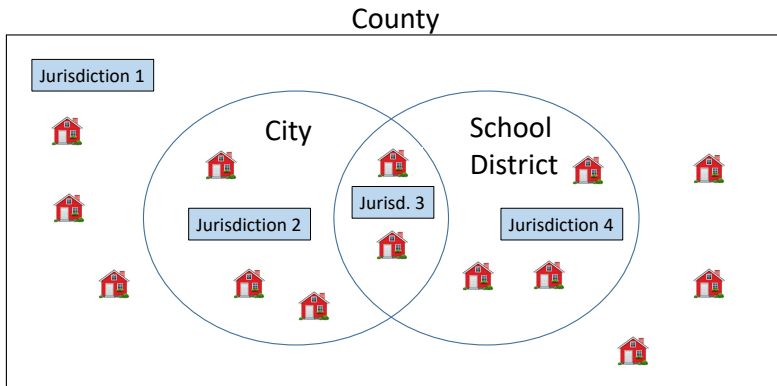 County
Jurisdiction 1
City
School
District
Jurisd. 3
Jurisdiction 2
Jurisdiction 4